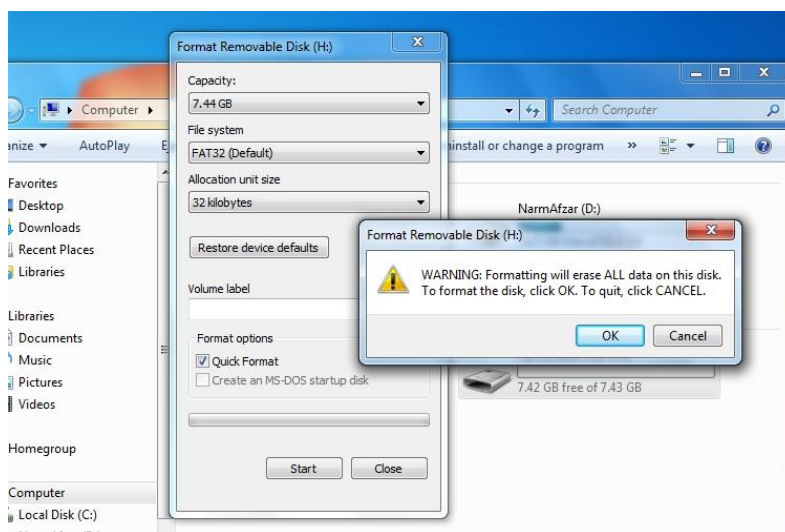 Format Removable Disk (H:)
Capacity:
7.44 GB
File system
FAT32 (Default)
Allocation unit size
32 kilobytes
Restore device defaults
Volume label
Format options
Quick Format
Create an MS-DOS startup disk
Start
Close
Computer
Search Computer
AutoPlay
install or change a program
»
Favorites
Desktop
Downloads
Recent Places
Libraries
Libraries
Documents
Music
Pictures
Videos
Homegroup
Computer
Local Disk (C:)
NarmAfzar (D:)
Format Removable Disk (H:)
WARNING: Formatting will erase ALL data on this disk.
To format the disk, click OK. To quit, click CANCEL.
OK
Cancel
7.42 GB free of 7.43 GB